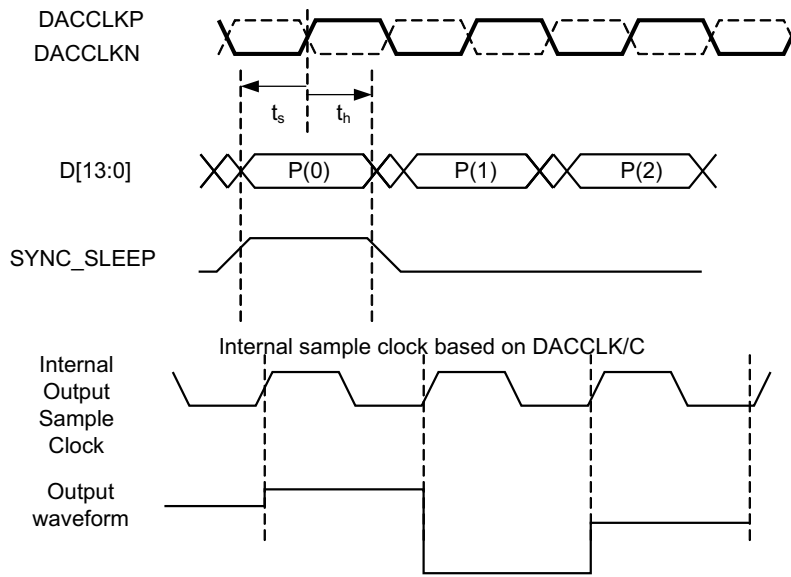 DACCLKP
DACCLKN
ts
th
D[13:0]
P(0)
P(1)
P(2)
SYNC_SLEEP
Internal sample clock based on DACCLK/C
Internal
Output
Sample
Clock
Output
waveform